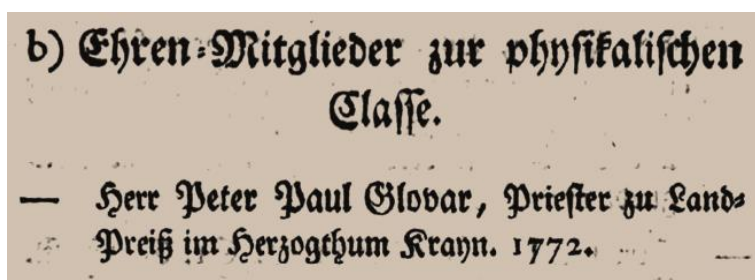 b) Ehren-Mitglieder zur physikalischen
Classe.
— Herr Peter Paul Glovar, Priester zu Land-
Preiß im Herzogthum Krayn. 1772.